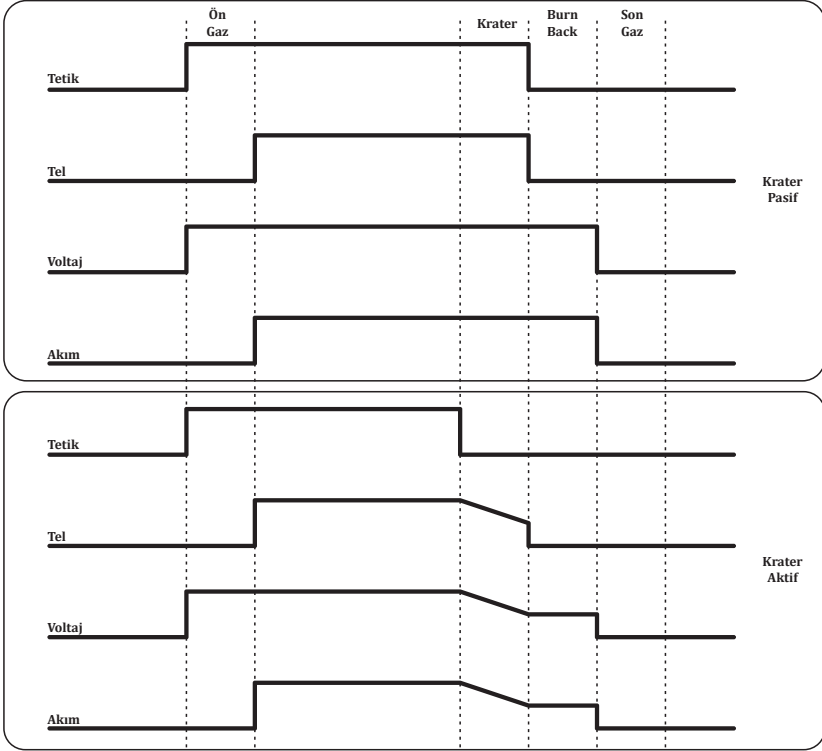 Ön
Gaz
Krater
Burn
Back
Son
Gaz
Tetik
Tel
Voltaj
Akım
Krater
Pasif
Tetik
Tel
Voltaj
Akım
Krater
Aktif